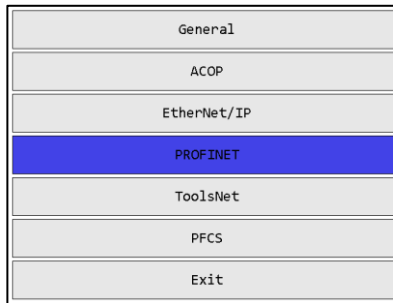 General
ACOP
EtherNet/IP
PROFINET
ToolsNet
PFCS
Exit